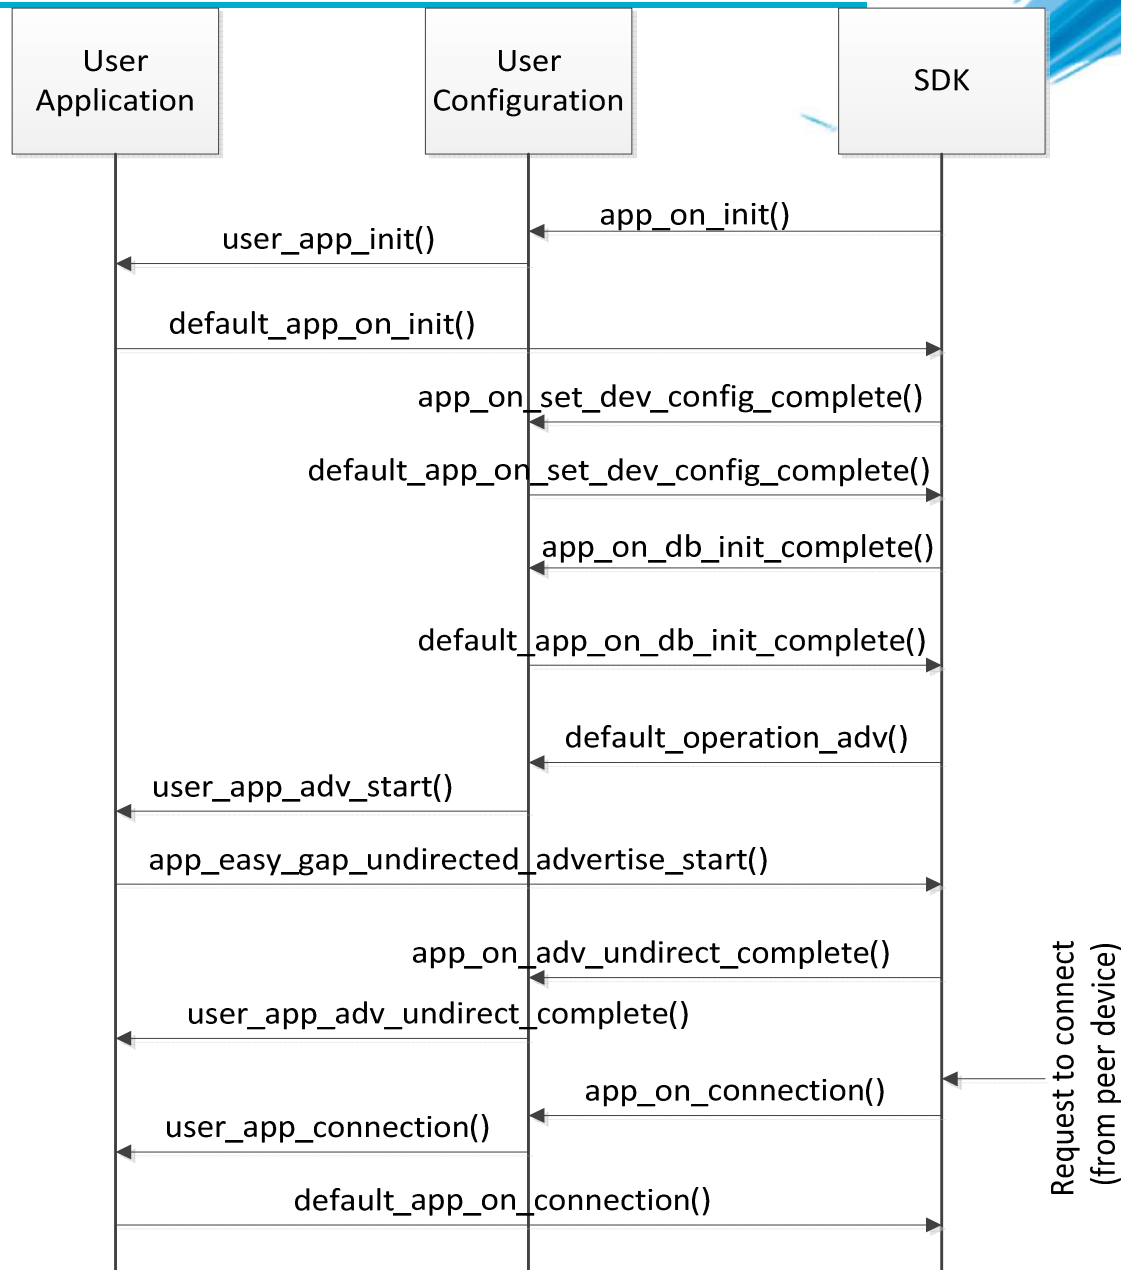 User
Application
User
Configuration
SDK
app_on_init()
user_app_init()
default_app_on_init()
app_on_set_dev_config_complete()
default_app_on_set_dev_config_complete()
app_on_db_init_complete()
default_app_on_db_init_complete()
default_operation_adv()
user_app_adv_start()
app_easy_gap_undirected_advertise_start()
app_on_adv_undirect_complete()
user_app_adv_undirect_complete()
Request to connect
(from peer device)
app_on_connection()
user_app_connection()
default_app_on_connection()